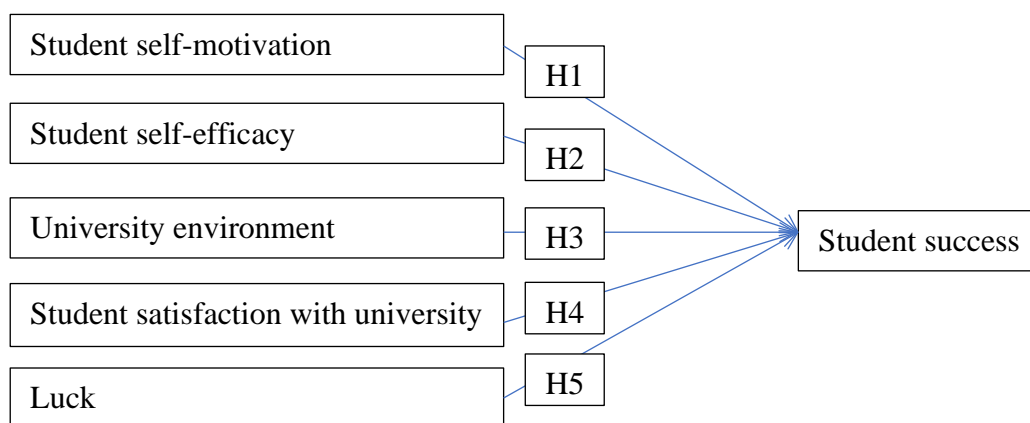 Student self-motivation
H1
Student self-efficacy
H2
University environment
H3
Student success
Student satisfaction with university
H4
Luck
H5